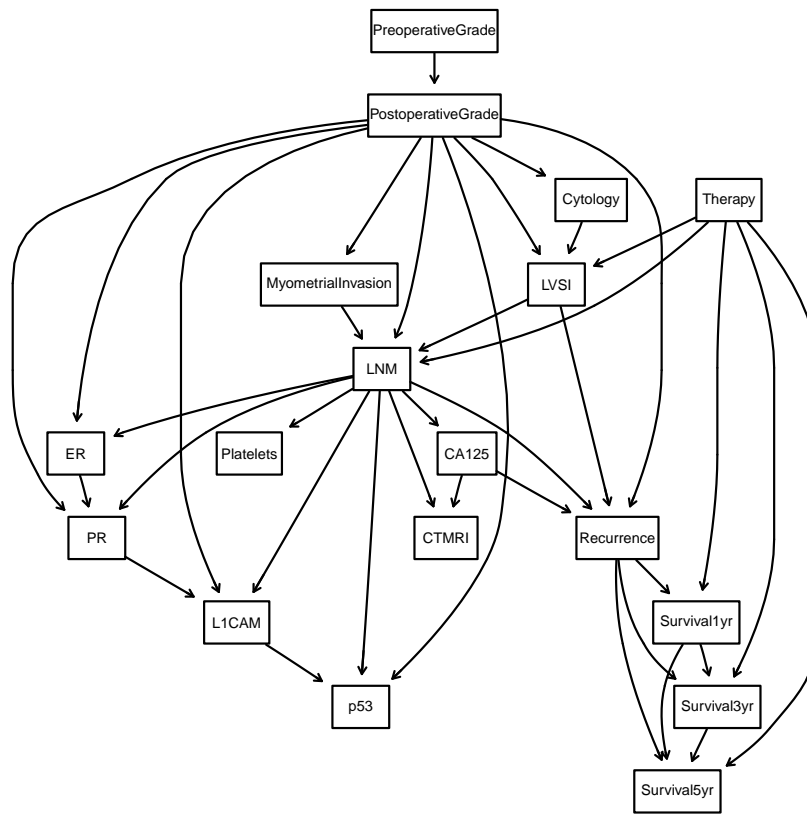 PreoperativeGrade
PostoperativeGrade
Cytology
Therapy
MyometrialInvasion
LVSI
LNM
ER
Platelets
CA125
PR
CTMRI
Recurrence
L1CAM
Survival1yr
p53
Survival3yr
Survival5yr